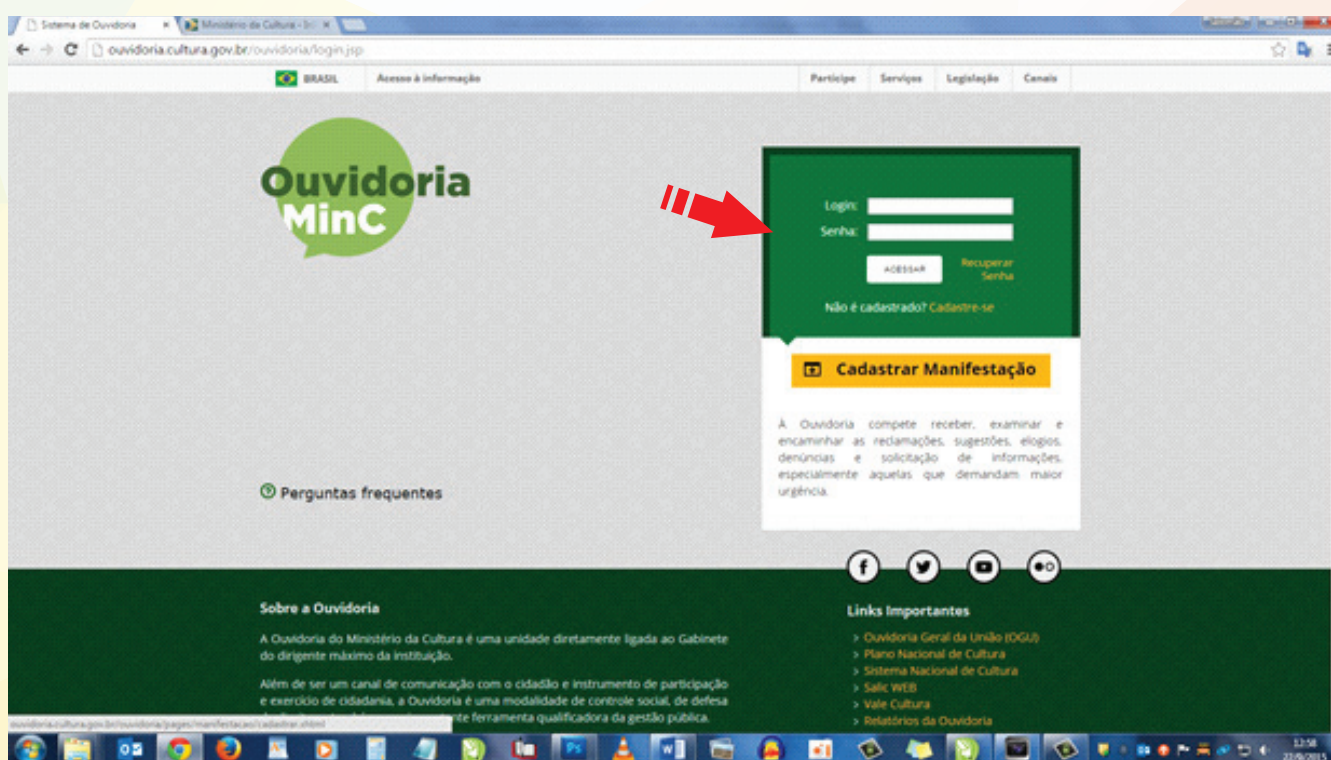 Sistema de Ouvidoria
Ministério da Cultura - 
ouvidoria.cultura.gov.br/ouvidoria/login.jsp
BRASIL
Acesso à informação
Participe
Serviços
Legislação
Canais
Ouvidoria
MinC
Login:
Senha:
ACESSAR
Recuperar
Senha
Não é cadastrado? Cadastre-se
Cadastrar Manifestação
À Ouvidoria compete receber, examinar e
encaminhar as reclamações, sugestões, elogios,
denúncias e solicitação de informações,
especialmente aquelas que demandam maior
urgência.
Perguntas frequentes
Sobre a Ouvidoria
A Ouvidoria do Ministério da Cultura é uma unidade diretamente ligada ao Gabinete
do dirigente máximo da instituição.
Além de ser um canal de comunicação com o cidadão e instrumento de participação
e exercício de cidadania, a Ouvidoria é uma modalidade de controle social, de defesa
nte ferramenta qualificadora da gestão pública.
Links Importantes
> Ouvidoria Geral da União (OGU)
> Plano Nacional de Cultura
> Sistema Nacional de Cultura
> Salic WEB
> Vale Cultura
> Relatórios da Ouvidoria
ouvidoria.cultura.gov.br/ouvidoria/pages/manifestacao/cadastrar.xhtml
12:58
22/9/2015